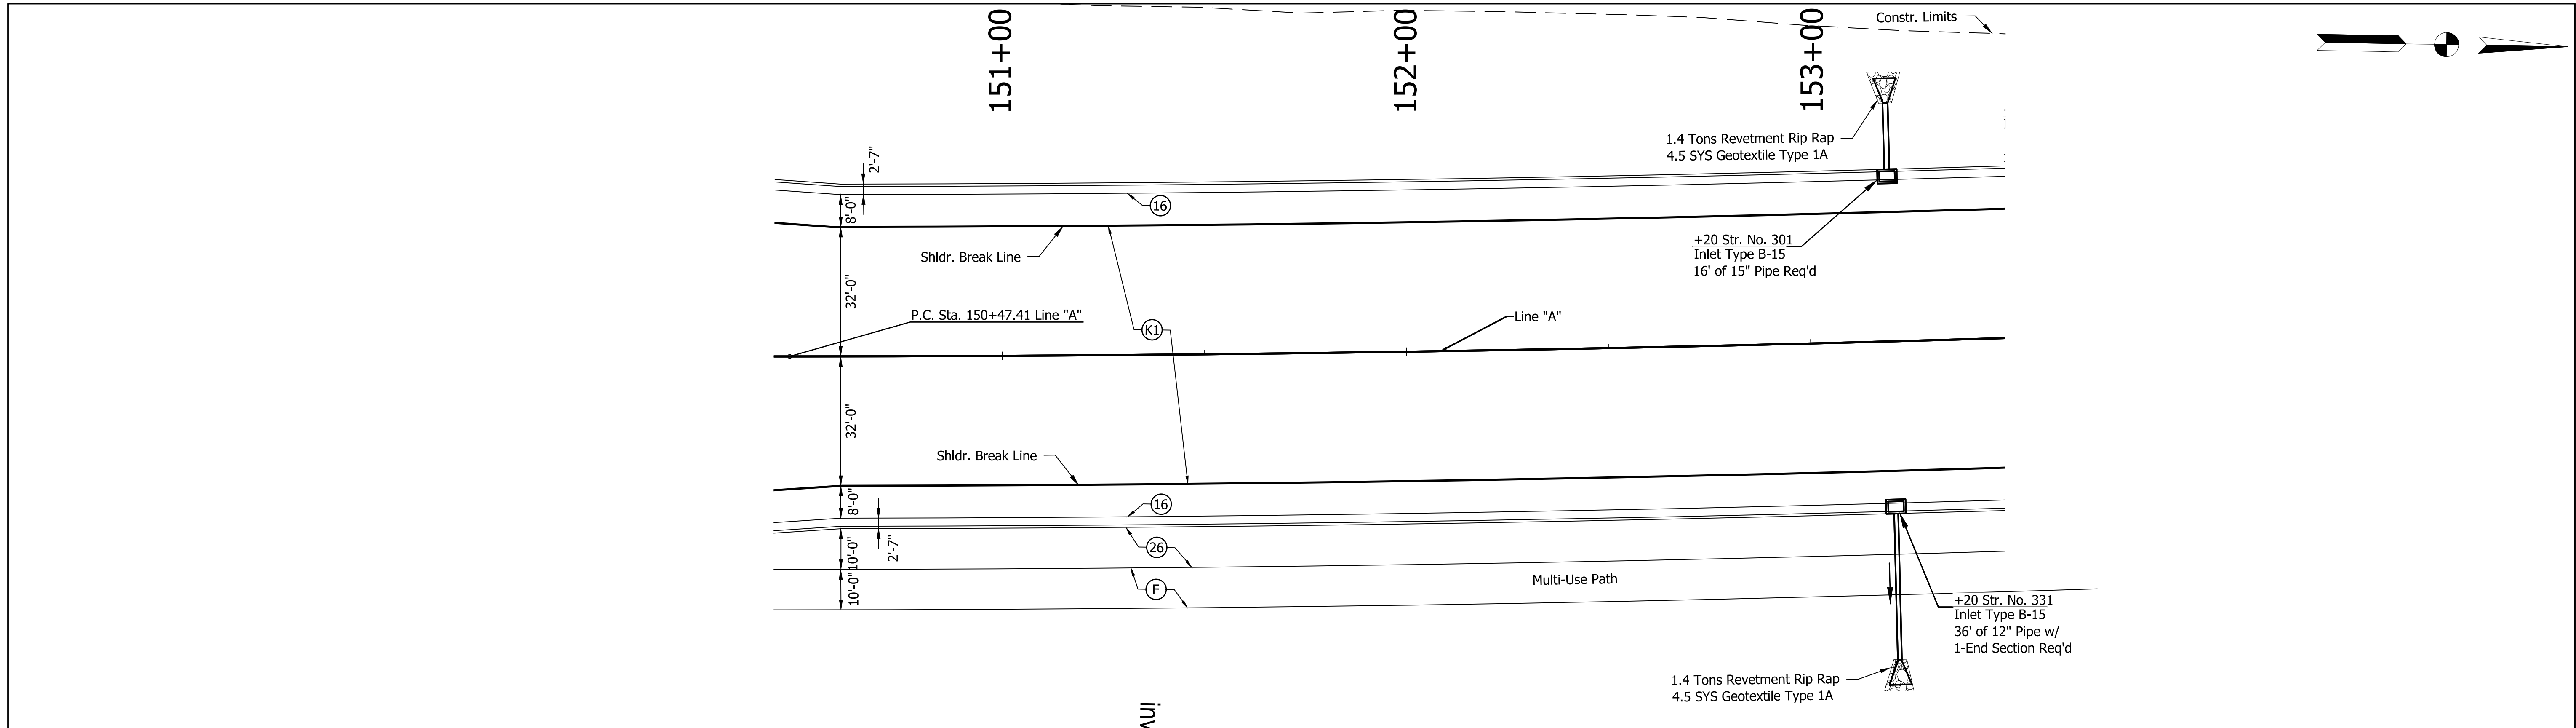 151+00
152+00
153+00
Constr. Limits
1.4 Tons Revetment Rip Rap
4.5 SYS Geotextile Type 1A
2'-7"
8'-0"
16
+20 Str. No. 301
Inlet Type B-15
16' of 15" Pipe Req'd
Shldr. Break Line
32'-0"
P.C. Sta. 150+47.41 Line "A"
K1
Line "A"
32'-0"
Shldr. Break Line
8'-0"
16
2'-7"
26
10'-0"
10'-0"
F
Multi-Use Path
+20 Str. No. 331
Inlet Type B-15
36' of 12" Pipe w/
1-End Section Req'd
1.4 Tons Revetment Rip Rap
4.5 SYS Geotextile Type 1A
inv